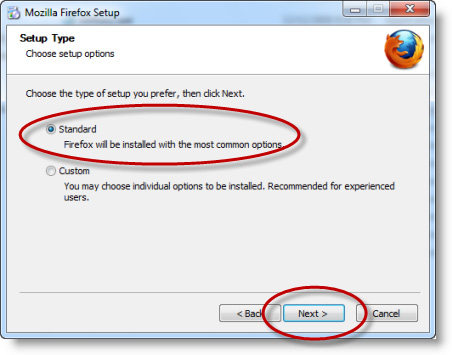 Mozilla Firefox Setup
Setup Type
Choose setup options
Choose the type of setup you prefer, then click Next.
Standard
Firefox will be installed with the most common options.
Custom
You may choose individual options to be installed. Recommended for experienced
users.
< Back Next > Cancel